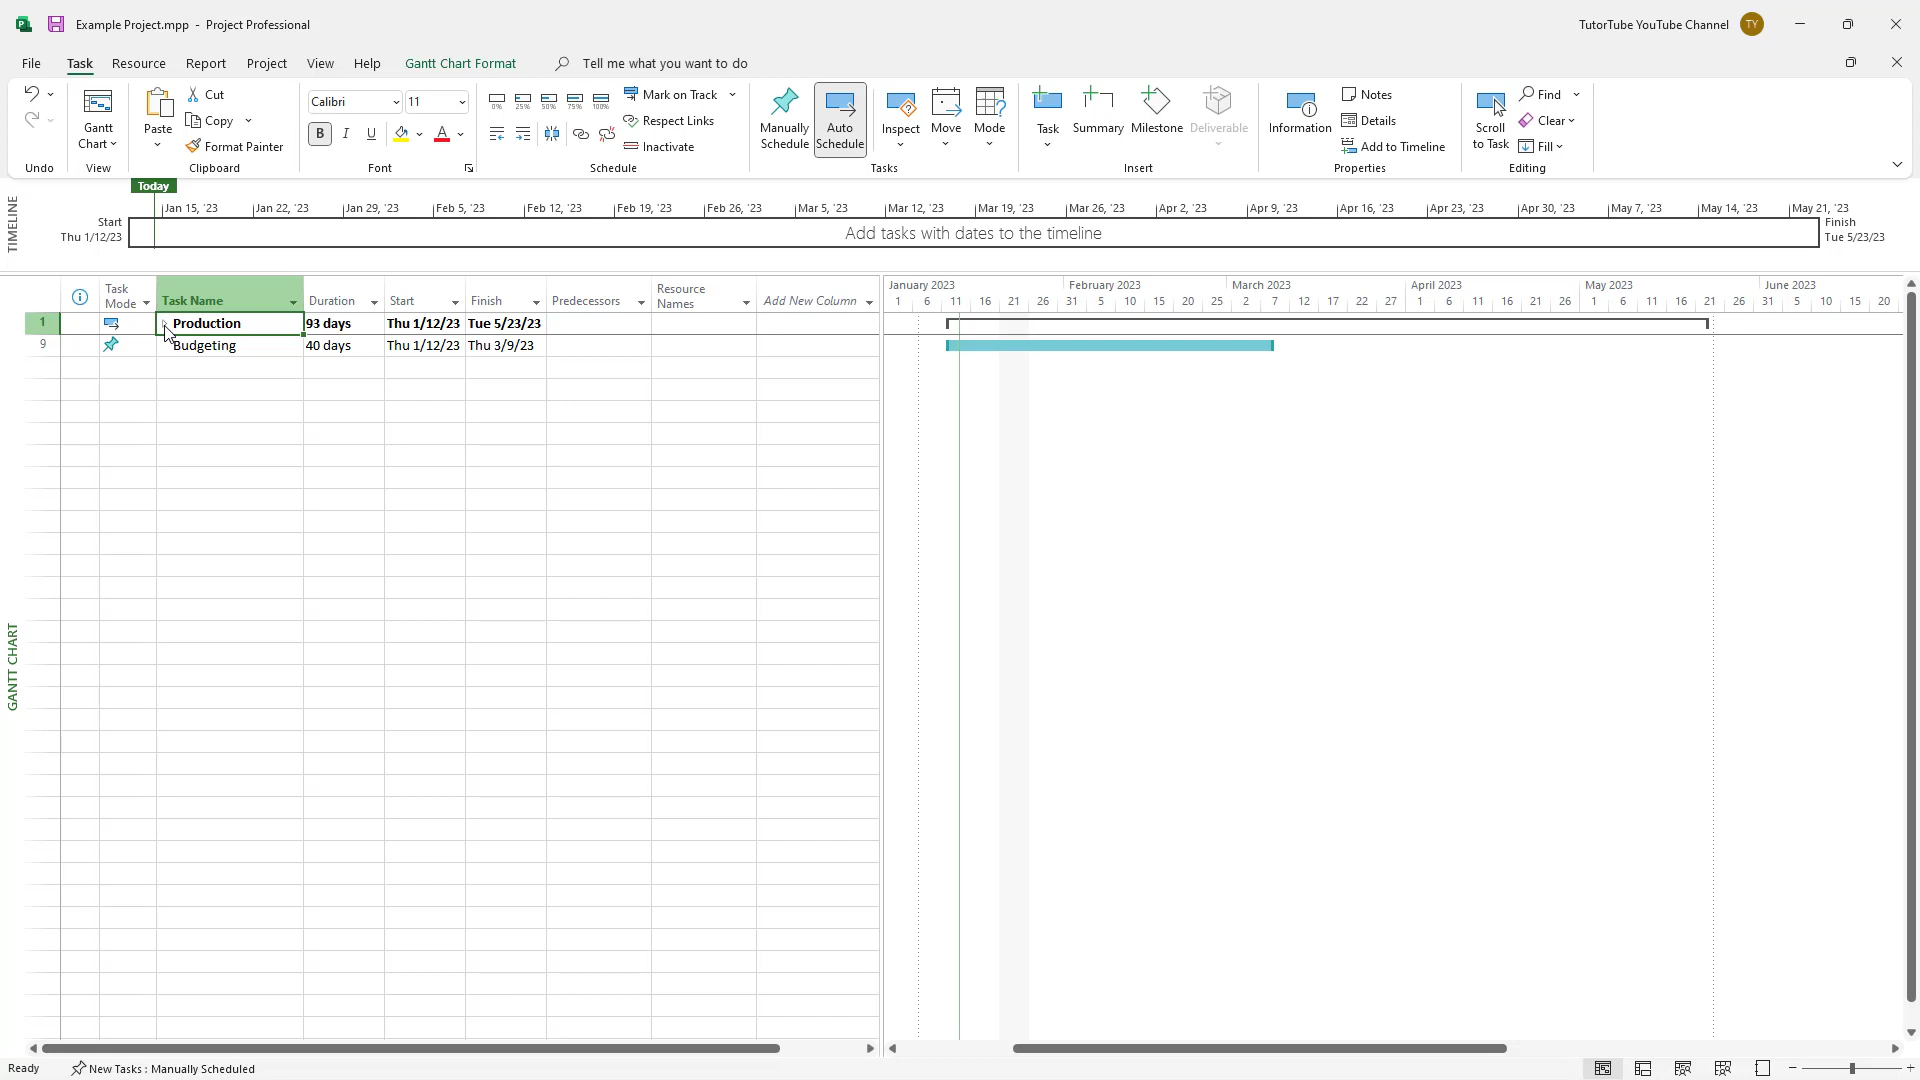 Example Project.mpp - Project Professional
TutorTube YouTube Channel TY
File Task Resource Report Project View Help Gantt Chart Format Tell me what you want to do
Gantt Chart
Paste
Cut
Copy
Format Painter
Calibri 11
B I U A
0% 25% 50% 75% 100%
Mark on Track
Respect Links
Inactivate
Manually Schedule
Auto Schedule
Inspect
Move
Mode
Task
Summary
Milestone
Deliverable
Information
Notes
Details
Add to Timeline
Scroll to Task
Find
Clear
Fill
Undo View Clipboard Font Schedule Tasks Insert Properties Editing
TIMELINE
Today
Jan 15, '23 Jan 22, '23 Jan 29, '23 Feb 5, '23 Feb 12, '23 Feb 19, '23 Feb 26, '23 Mar 5, '23 Mar 12, '23 Mar 19, '23 Mar 26, '23 Apr 2, '23 Apr 9, '23 Apr 16, '23 Apr 23, '23 Apr 30, '23 May 7, '23 May 14, '23 May 21, '23
Start
Thu 1/12/23
Add tasks with dates to the timeline
Finish
Tue 5/23/23
Task Mode Task Name Duration Start Finish Predecessors Resource Names Add New Column
January 2023 February 2023 March 2023 April 2023 May 2023 June 2023
1 6 11 16 21 26 31 5 10 15 20 25 2 7 12 17 22 27 1 6 11 16 21 26 1 6 11 16 21 26 31 5 10 15 20
1 Production 93 days Thu 1/12/23 Tue 5/23/23
9 Budgeting 40 days Thu 1/12/23 Thu 3/9/23
GANTT CHART
Ready New Tasks : Manually Scheduled